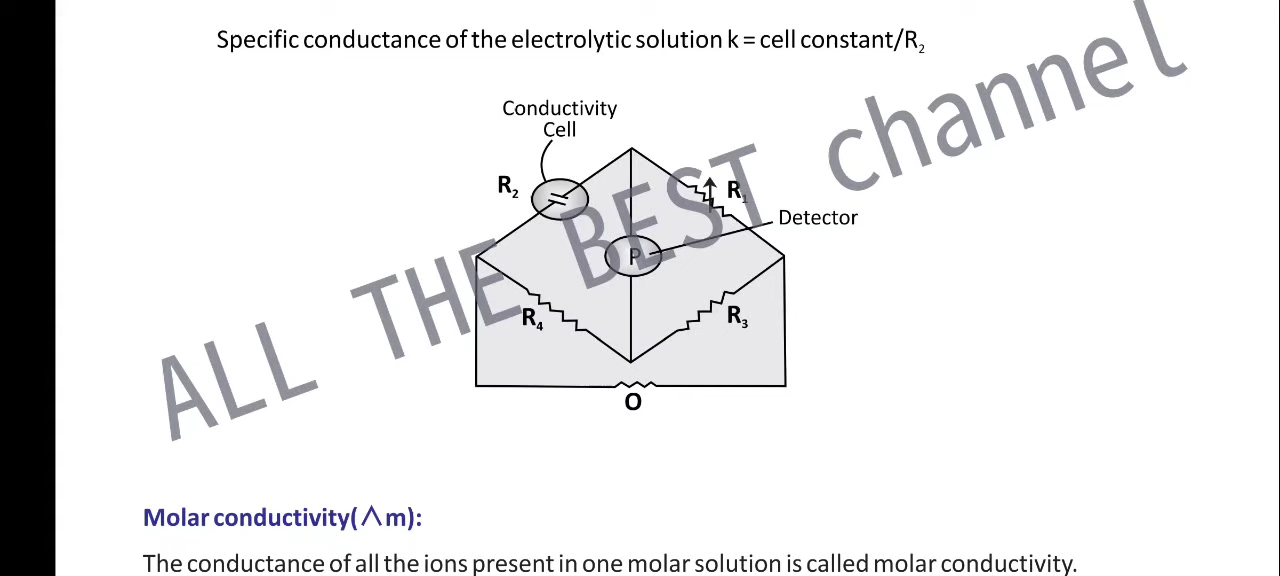 Specific conductance of the electrolytic solution k = cell constant/R₂
Conductivity
Cell
R₂
R₁
Detector
P
R₄
R₃
O
ALL THE BEST channel
Molar conductivity(⋀m):
The conductance of all the ions present in one molar solution is called molar conductivity.